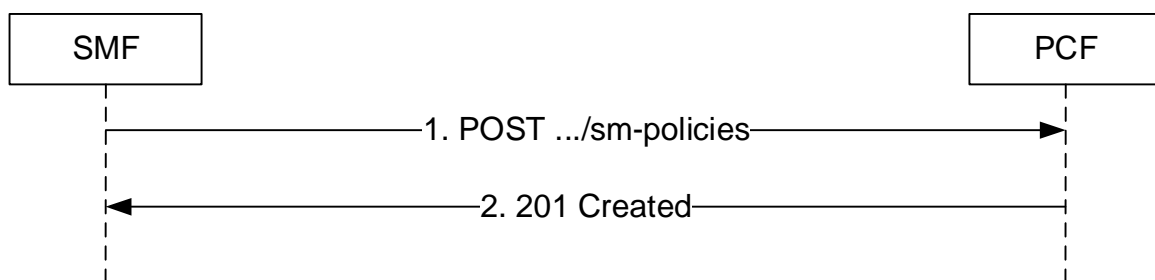 SMF
PCF
1. POST .../sm-policies
2. 201 Created